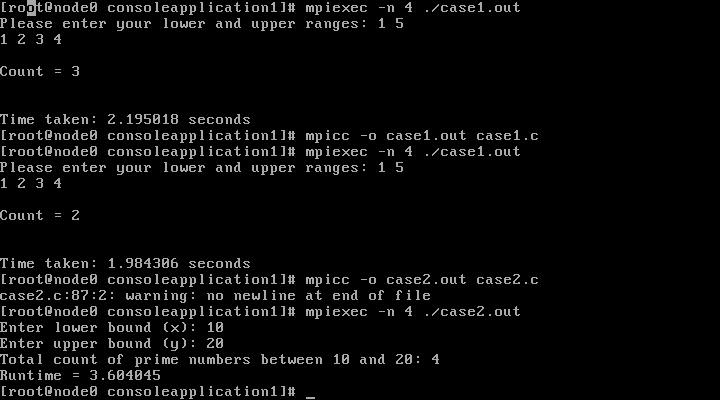 [root@node0 consoleapplication1]# mpiexec -n 4 ./case1.out
Please enter your lower and upper ranges: 1 5
1 2 3 4
Count = 3
Time taken: 2.195018 seconds
[root@node0 consoleapplication1]# mpicc -o case1.out case1.c
[root@node0 consoleapplication1]# mpiexec -n 4 ./case1.out
Please enter your lower and upper ranges: 1 5
1 2 3 4
Count = 2
Time taken: 1.984306 seconds
[root@node0 consoleapplication1]# mpicc -o case2.out case2.c
case2.c:87:2: warning: no newline at end of file
[root@node0 consoleapplication1]# mpiexec -n 4 ./case2.out
Enter lower bound (x): 10
Enter upper bound (y): 20
Total count of prime numbers between 10 and 20: 4
Runtime = 3.604045
[root@node0 consoleapplication1]# _